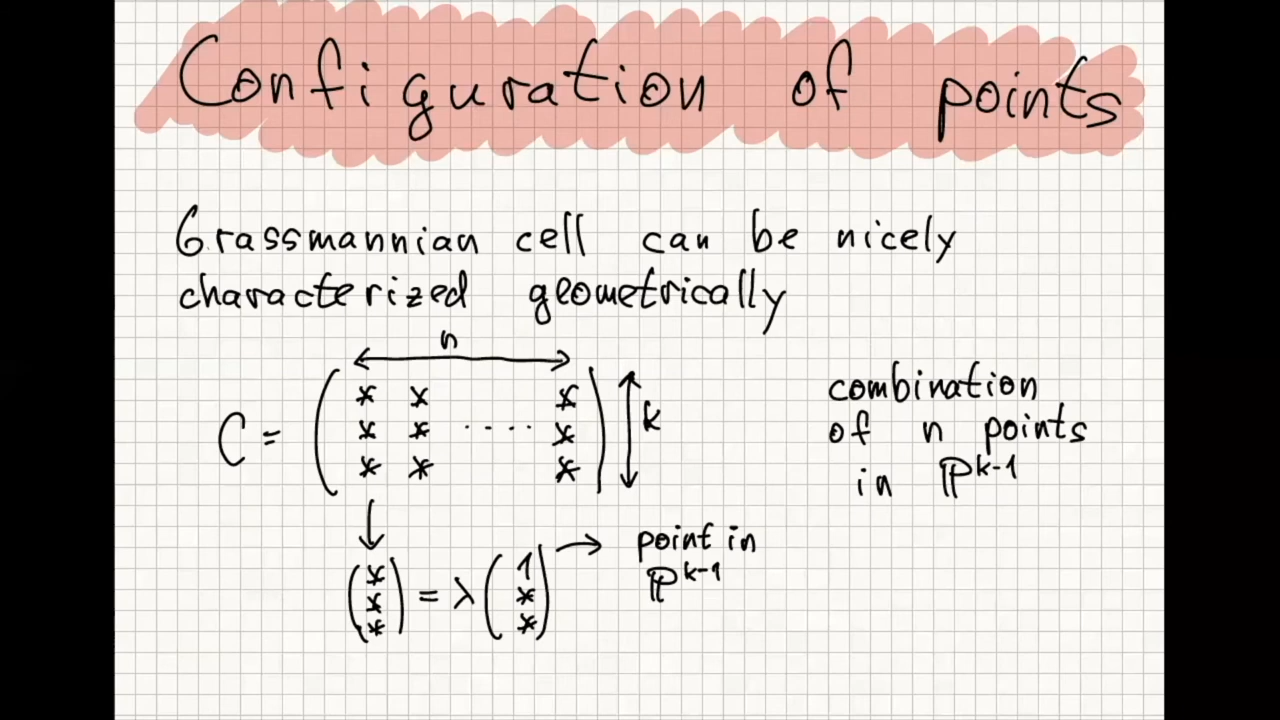 Configuration of points
Grassmannian cell can be nicely
characterized geometrically
n
C = ( * * * ) k
* * ···· *
* * *
combination
of n points
in ℙ^{k-1}
(* * *) = λ (1 * *) → point in
ℙ^{k-1}